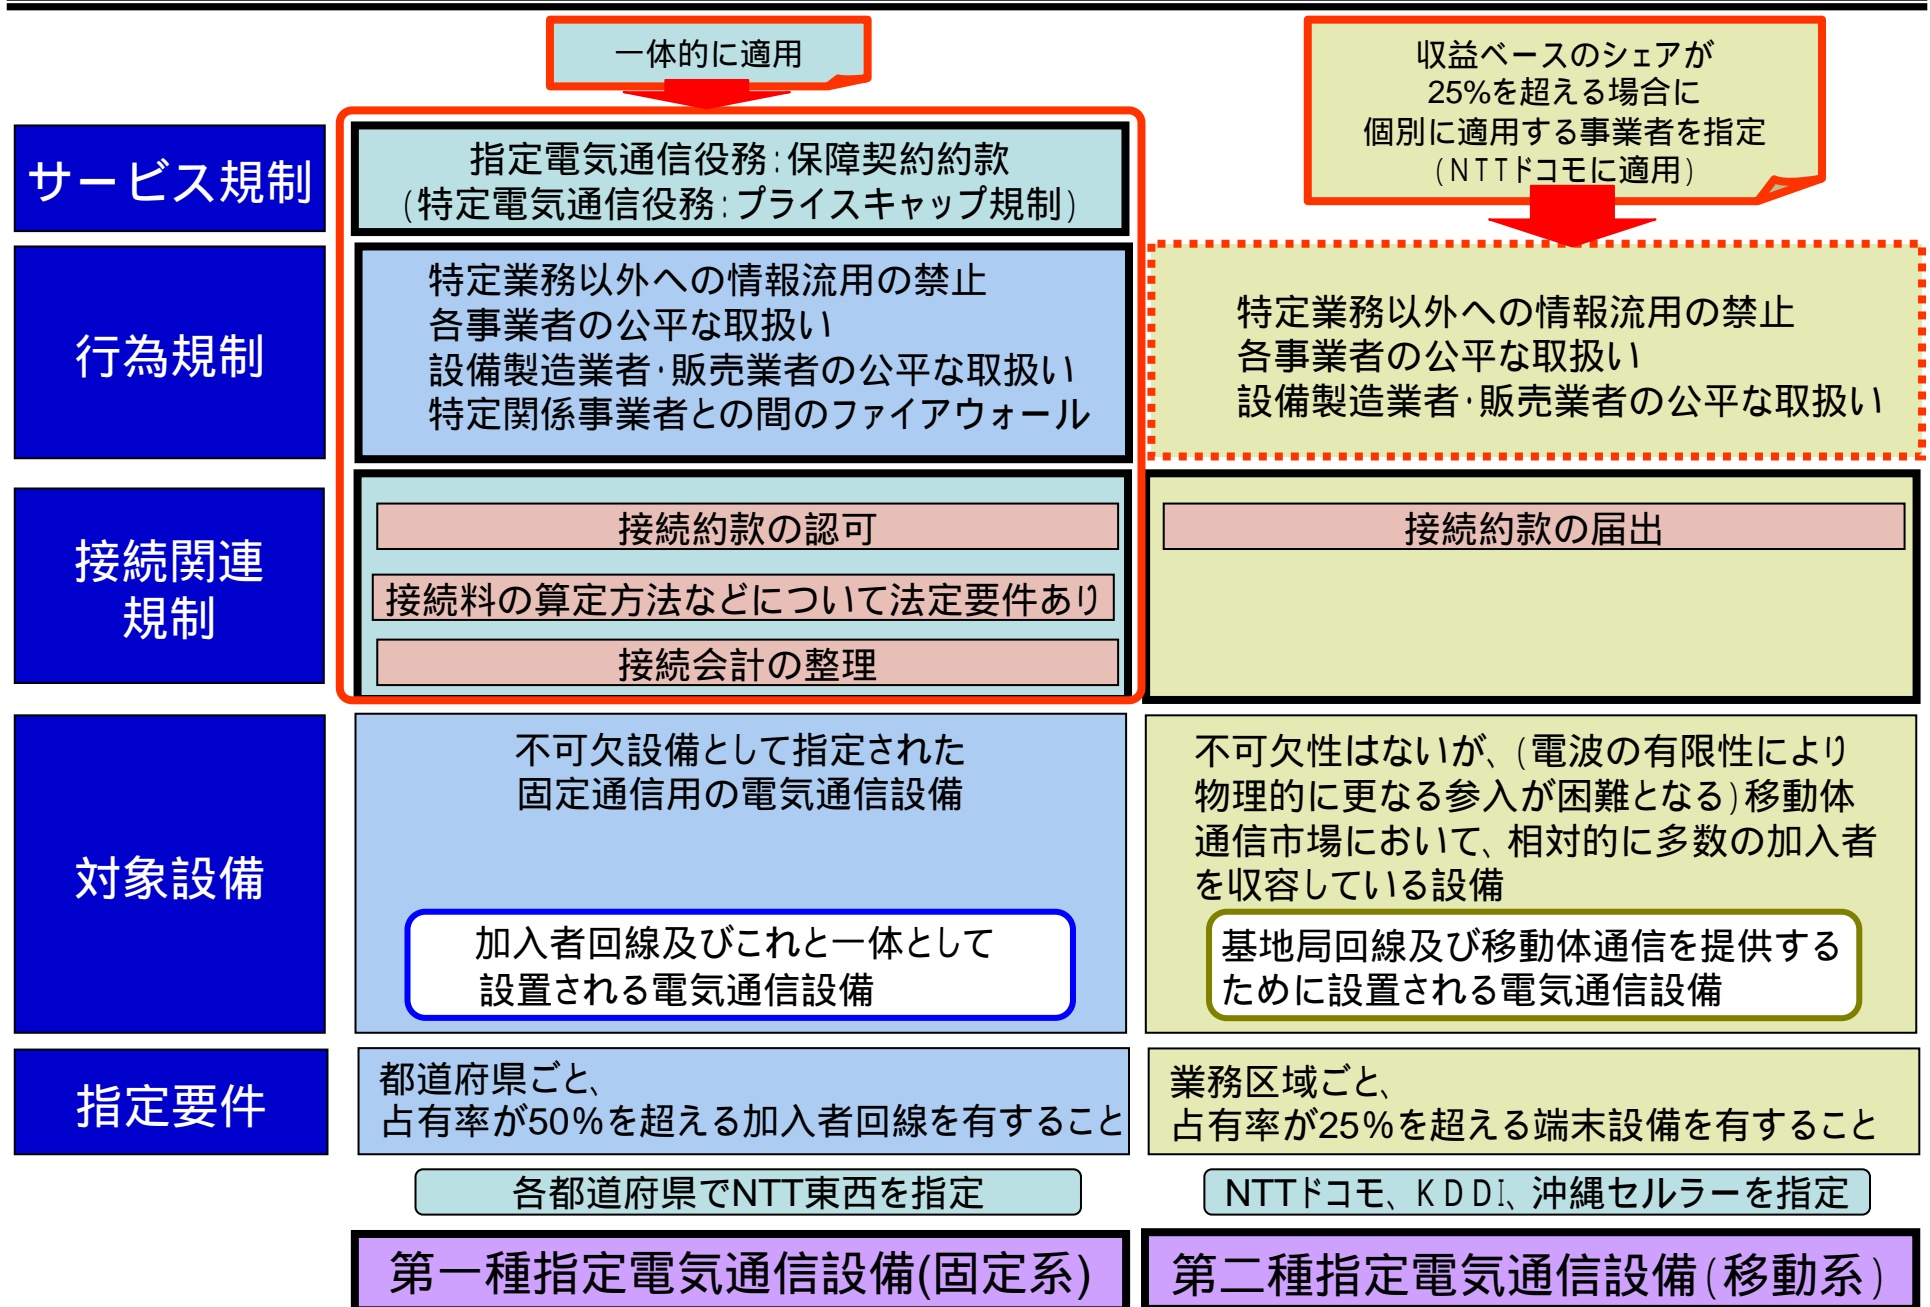 一体的に適用
収益ベースのシェアが
25%を超える場合に
個別に適用する事業者を指定
(NTTドコモに適用)
サービス規制
指定電気通信役務:保障契約約款
(特定電気通信役務:プライスキャップ規制)
行為規制
特定業務以外への情報流用の禁止
各事業者の公平な取扱い
設備製造業者・販売業者の公平な取扱い
特定関係事業者との間のファイアウォール
特定業務以外への情報流用の禁止
各事業者の公平な取扱い
設備製造業者・販売業者の公平な取扱い
接続関連
規制
接続約款の認可
接続料の算定方法などについて法定要件あり
接続会計の整理
接続約款の届出
対象設備
不可欠設備として指定された
固定通信用の電気通信設備
加入者回線及びこれと一体として
設置される電気通信設備
不可欠性はないが、(電波の有限性により
物理的に更なる参入が困難となる)移動体
通信市場において、相対的に多数の加入者
を収容している設備
基地局回線及び移動体通信を提供する
ために設置される電気通信設備
指定要件
都道府県ごと、
占有率が50%を超える加入者回線を有すること
業務区域ごと、
占有率が25%を超える端末設備を有すること
各都道府県でNTT東西を指定
NTTドコモ、KDDI、沖縄セルラーを指定
第一種指定電気通信設備(固定系)
第二種指定電気通信設備(移動系)